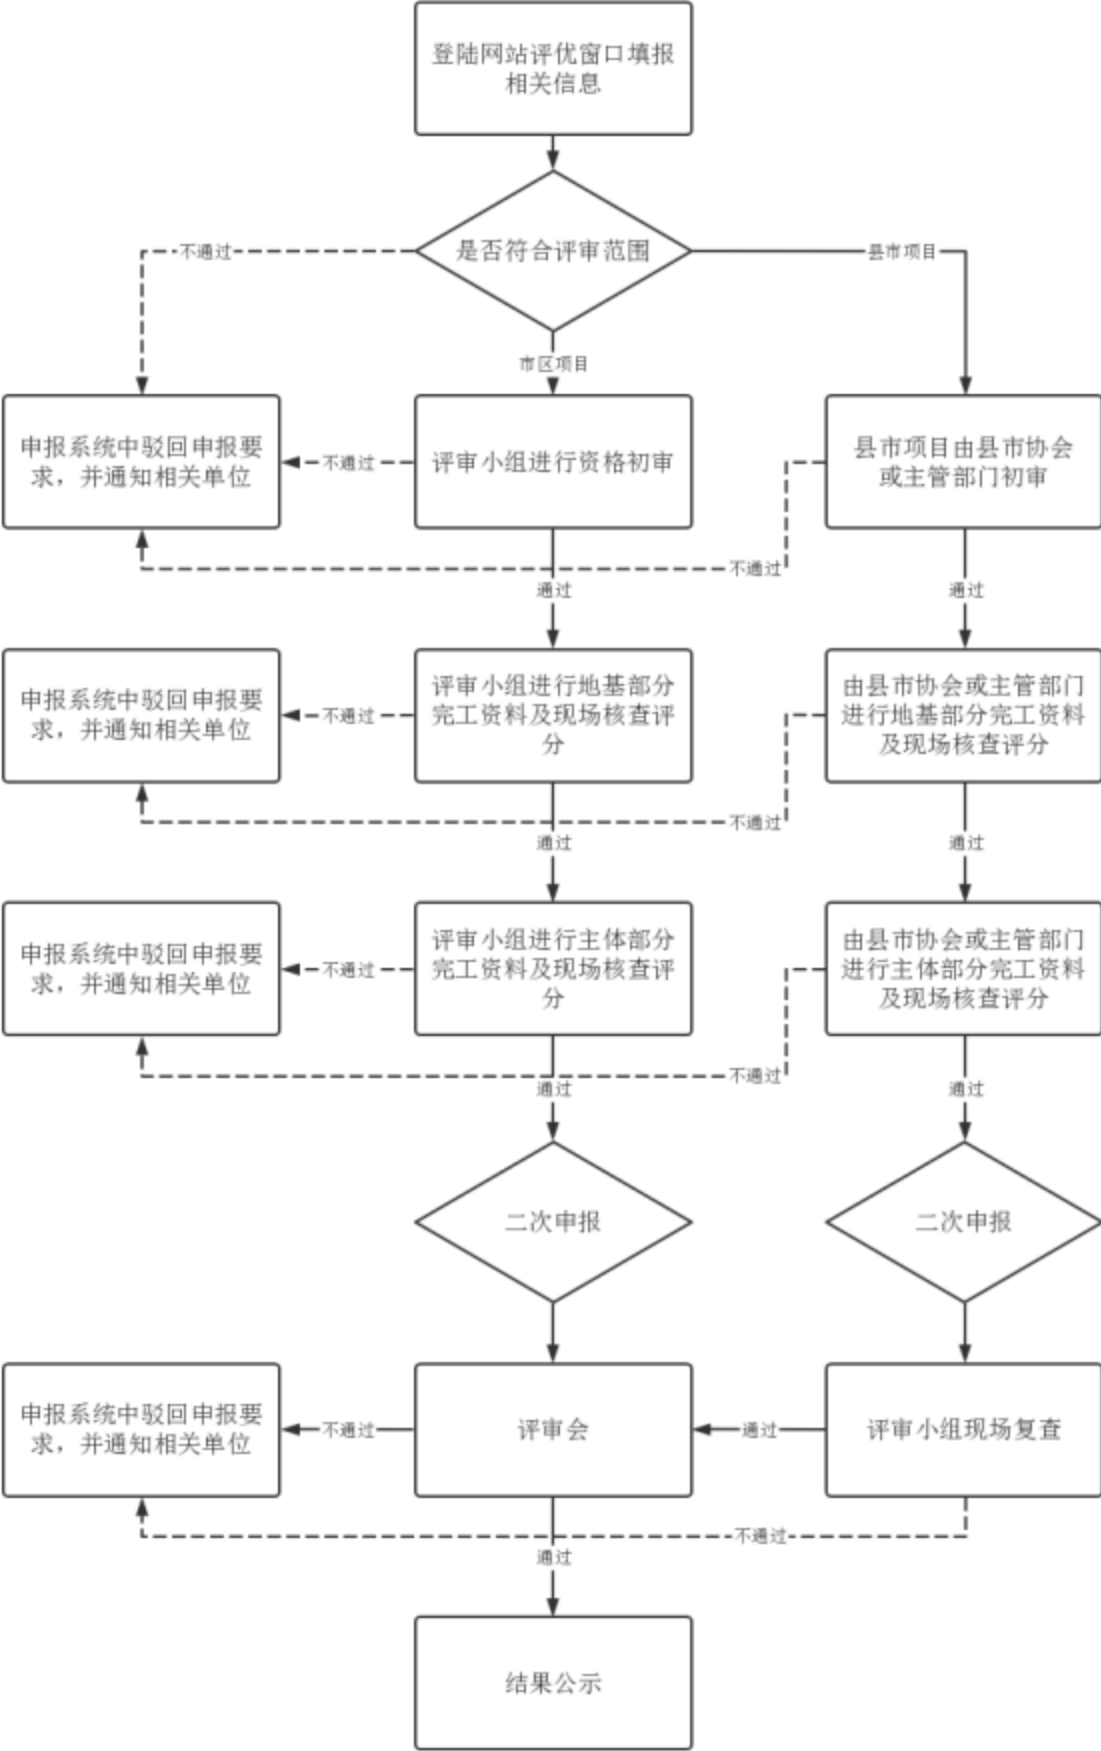 登陆网站评优窗口填报
相关信息
是否符合评审范围
不通过
县市项目
市区项目
申报系统中驳回申报要
求，并通知相关单位
不通过
评审小组进行资格初审
县市项目由县市协会
或主管部门初审
不通过
通过
通过
申报系统中驳回申报要
求，并通知相关单位
不通过
评审小组进行地基部分
完工资料及现场核查评
分
由县市协会或主管部门
进行地基部分完工资料
及现场核查评分
不通过
通过
通过
申报系统中驳回申报要
求，并通知相关单位
不通过
评审小组进行主体部分
完工资料及现场核查评
分
由县市协会或主管部门
进行主体部分完工资料
及现场核查评分
不通过
通过
通过
二次申报
二次申报
申报系统中驳回申报要
求，并通知相关单位
不通过
评审会
通过
评审小组现场复查
不通过
通过
结果公示